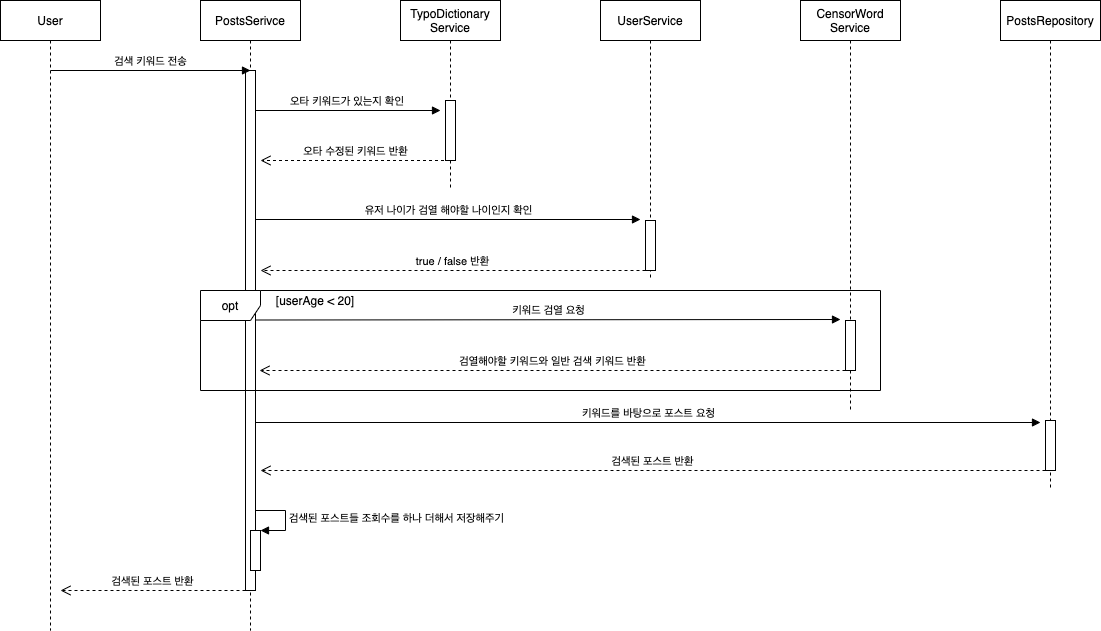 User
PostsSerivce
TypoDictionary
Service
UserService
CensorWord
Service
PostsRepository
검색 키워드 전송
오타 키워드가 있는지 확인
오타 수정된 키워드 반환
유저 나이가 검열 해야할 나이인지 확인
true / false 반환
opt
[userAge < 20]
키워드 검열 요청
검열해야할 키워드와 일반 검색 키워드 반환
키워드를 바탕으로 포스트 요청
검색된 포스트 반환
검색된 포스트들 조회수를 하나 더해서 저장해주기
검색된 포스트 반환